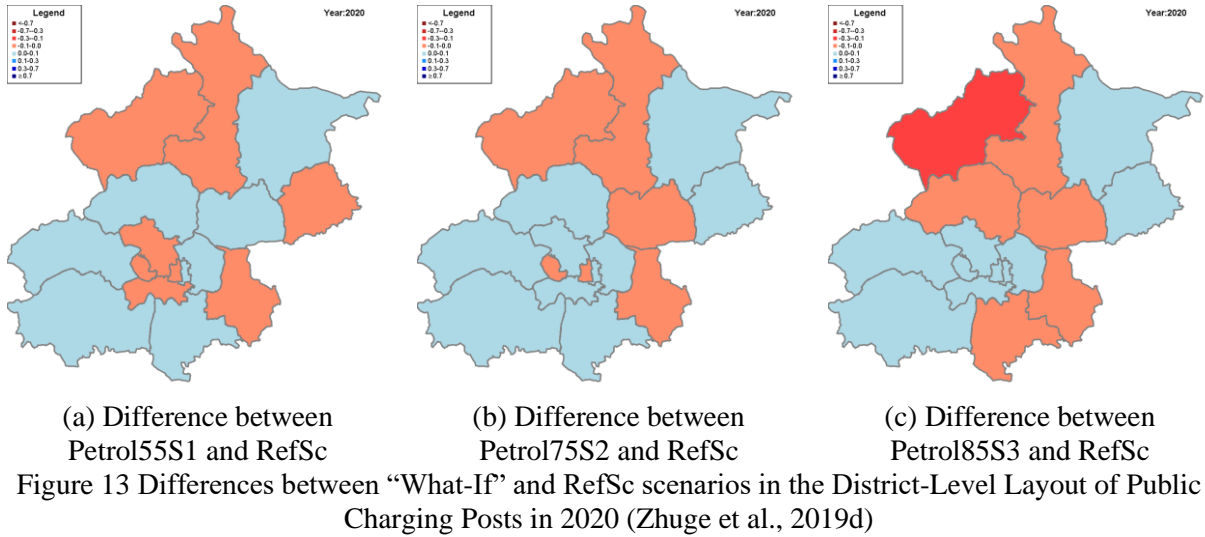 Legend
<-0.7
-0.7--0.3
-0.3--0.1
-0.1-0.0
0.0-0.1
0.1-0.3
0.3-0.7
≥0.7
Year:2020
Legend
<-0.7
-0.7--0.3
-0.3--0.1
-0.1-0.0
0.0-0.1
0.1-0.3
0.3-0.7
≥0.7
Year:2020
Legend
<-0.7
-0.7--0.3
-0.3--0.1
-0.1-0.0
0.0-0.1
0.1-0.3
0.3-0.7
≥0.7
Year:2020
(a) Difference between
Petrol55S1 and RefSc
(b) Difference between
Petrol75S2 and RefSc
(c) Difference between
Petrol85S3 and RefSc
Figure 13 Differences between “What-If” and RefSc scenarios in the District-Level Layout of Public
Charging Posts in 2020 (Zhuge et al., 2019d)